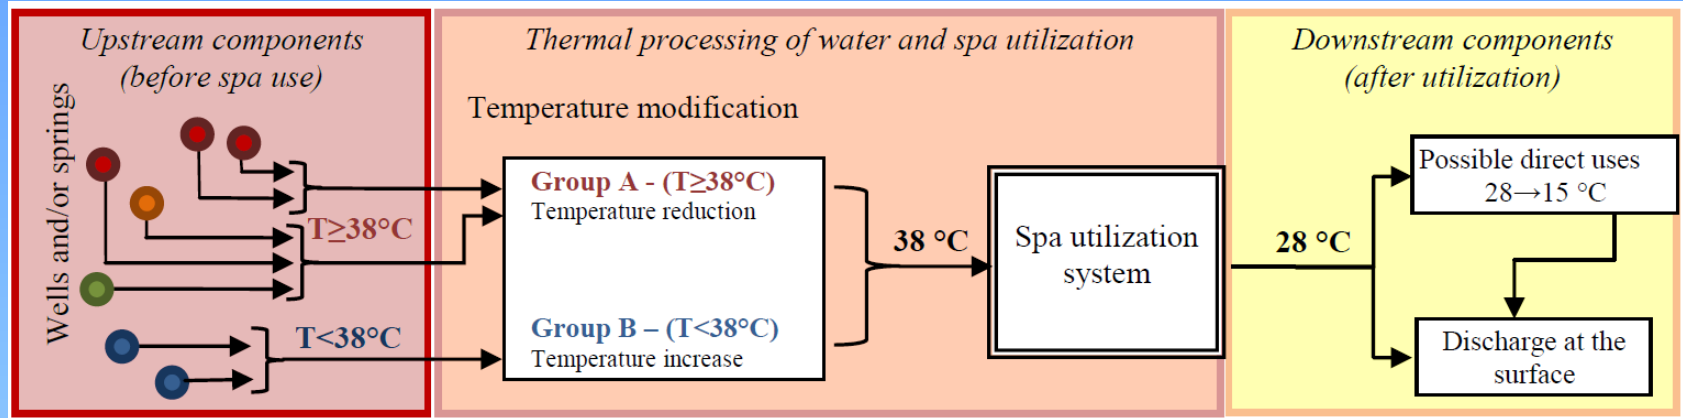 Upstream components
(before spa use)
Wells and/or springs
T≥38°C
T<38°C
Thermal processing of water and spa utilization
Temperature modification
Group A - (T≥38°C)
Temperature reduction
Group B – (T<38°C)
Temperature increase
38 °C
Spa utilization
system
Downstream components
(after utilization)
28 °C
Possible direct uses
28→15 °C
Discharge at the
surface